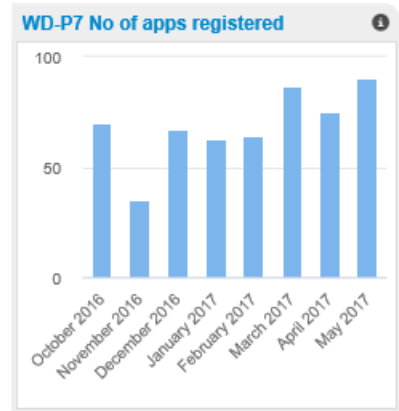 WD-P7 No of apps registered
i
100
50
0
October 2016
November 2016
December 2016
January 2017
February 2017
March 2017
April 2017
May 2017